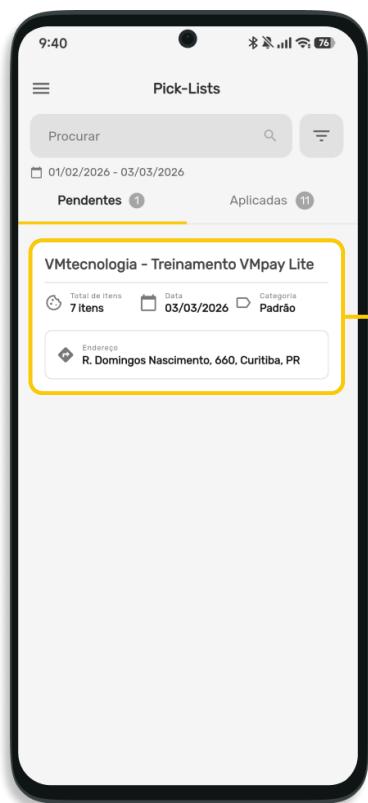 9:40
76
Pick-Lists
Procurar
01/02/2026 - 03/03/2026
Pendentes 1
Aplicadas 11
VMtecnologia - Treinamento VMpay Lite
Total de itens
7 itens
Data
03/03/2026
Categoria
Padrão
Endereço
R. Domingos Nascimento, 660, Curitiba, PR